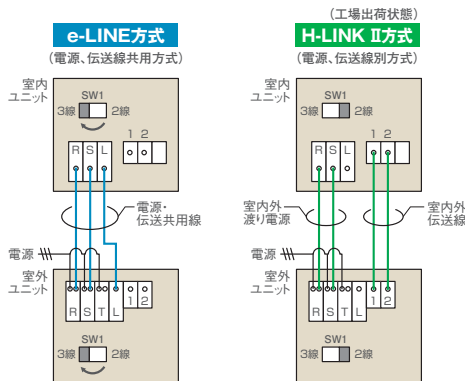 e-LINE方式
(電源、伝送線共用方式)
室内
ユニット
SW1
3線 2線
1 2
R S L
電源・
伝送共用線
電源
室外
ユニット
1 2
R S T L
SW1
3線 2線
(工場出荷状態)
H-LINK Ⅱ方式
(電源、伝送線別方式)
室内
ユニット
SW1
3線 2線
1 2
R S L
室内外
渡り電源
室内外
伝送線
電源
室外
ユニット
1 2
R S T L
SW1
3線 2線